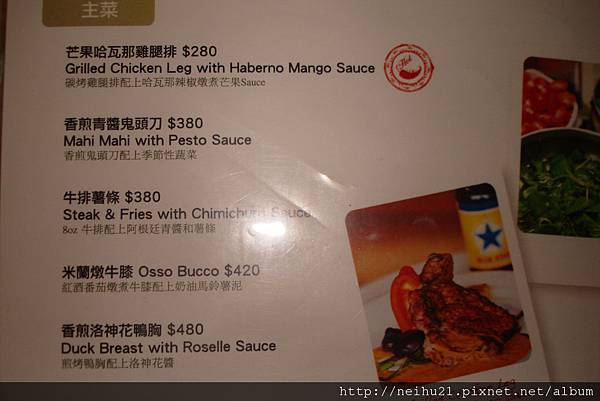 主菜
芒果哈瓦那雞腿排 $280
Grilled Chicken Leg with Haberno Mango Sauce
碳烤雞腿排配上哈瓦那辣椒燉煮芒果Sauce
Hot
香煎青醬鬼頭刀 $380
Mahi Mahi with Pesto Sauce
香煎鬼頭刀配上季節性蔬菜
牛排薯條 $380
Steak & Fries with Chimichurri Sauce
8oz 牛排配上阿根廷青醬和薯條
米蘭燉牛膝 Osso Bucco $420
紅酒番茄燉煮牛膝配上奶油馬鈴薯泥
香煎洛神花鴨胸 $480
Duck Breast with Roselle Sauce
煎烤鴨胸配上洛神花醬
http://neihu21.pixnet.net/album